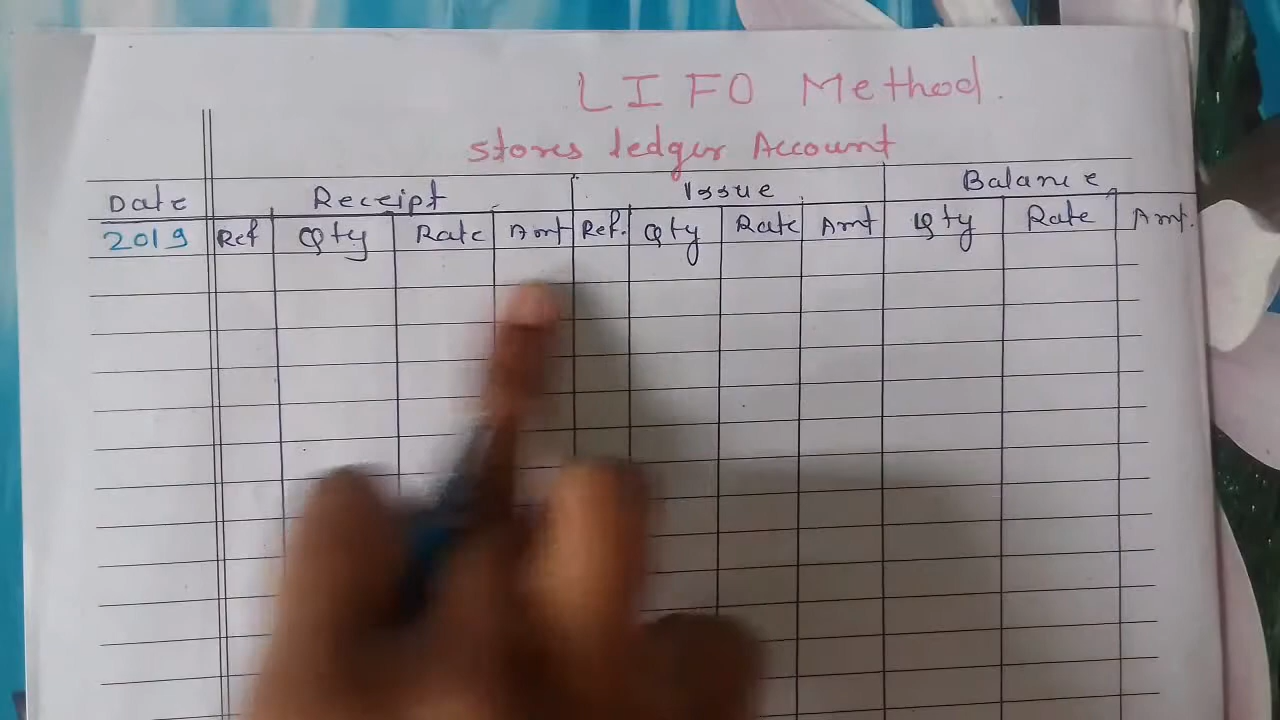 LIFO Method.
stores ledger Account
Date Receipt Issue Balance
2019 Ref Qty Rate Amt Ref. Qty Rate Amt Qty Rate Amt.